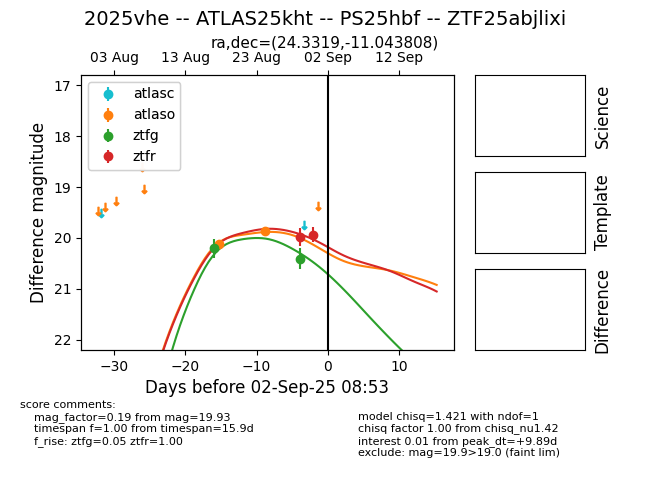 2025vhe -- ATLAS25kht -- PS25hbf -- ZTF25abjlixi
ra,dec=(24.3319,-11.043808)
03 Aug 13 Aug 23 Aug 02 Sep 12 Sep
17
18
19
20
21
22
Difference magnitude
atlasc
atlaso
ztfg
ztfr
−30 −20 −10 0 10
Days before 02-Sep-25 08:53
Science
Template
Difference
score comments:
mag_factor=0.19 from mag=19.93
timespan f=1.00 from timespan=15.9d
f_rise: ztfg=0.05 ztfr=1.00
model chisq=1.421 with ndof=1
chisq factor 1.00 from chisq_nu1.42
interest 0.01 from peak_dt=+9.89d
exclude: mag=19.9>19.0 (faint lim)